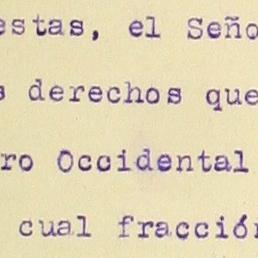 estas, el Seño
s derechos que
ro Occidental
cual fracción